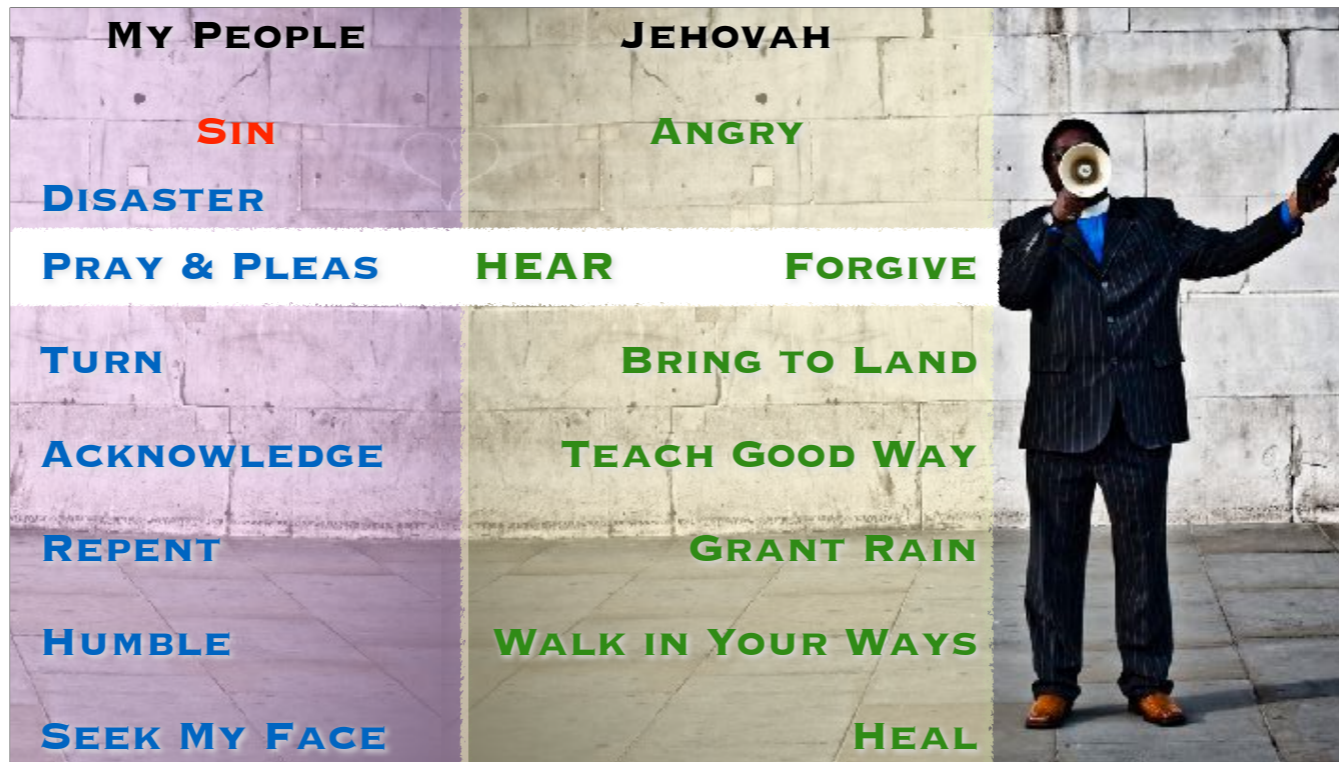 My People Jehovah
Sin Angry
Disaster
Pray & Pleas HEAR Forgive
Turn Bring to Land
Acknowledge Teach Good Way
Repent Grant Rain
Humble Walk in Your Ways
Seek My Face Heal